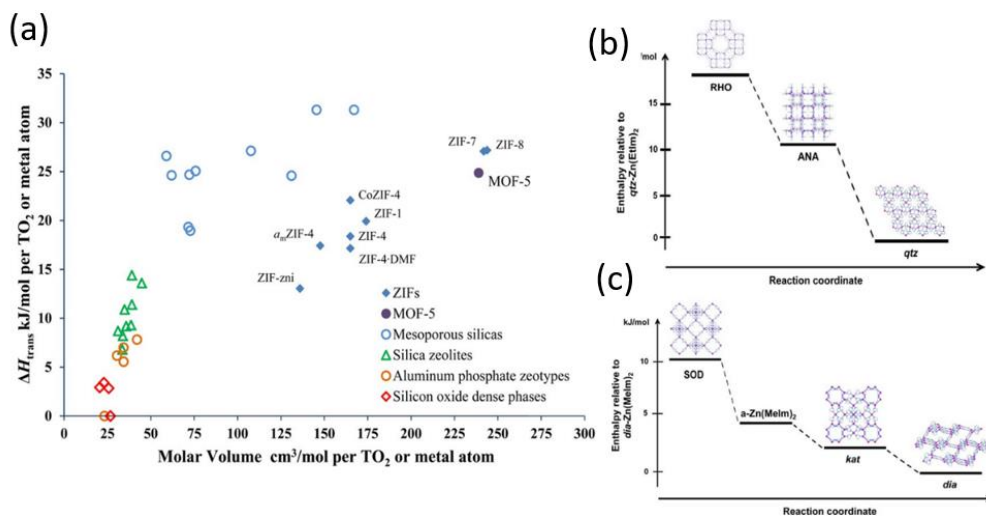 (a)
35
30
25
20
15
10
5
0
ΔHtrans kJ/mol per TO2 or metal atom
0 25 50 75 100 125 150 175 200 225 250 275 300
Molar Volume cm3/mol per TO2 or metal atom
ZIF-7
ZIF-8
MOF-5
CoZIF-4
ZIF-1
amZIF-4
ZIF-4
ZIF-4·DMF
ZIF-zni
ZIFs
MOF-5
Mesoporous silicas
Silica zeolites
Aluminum phosphate zeotypes
Silicon oxide dense phases
(b)
/mol
15
10
5
0
Enthalpy relative to
qtz-Zn(EtIm)2
RHO
ANA
qtz
Reaction coordinate
(c)
kJ/mol
10
5
0
Enthalpy relative to
dia-Zn(MeIm)2
SOD
a-Zn(MeIm)2
kat
dia
Reaction coordinate